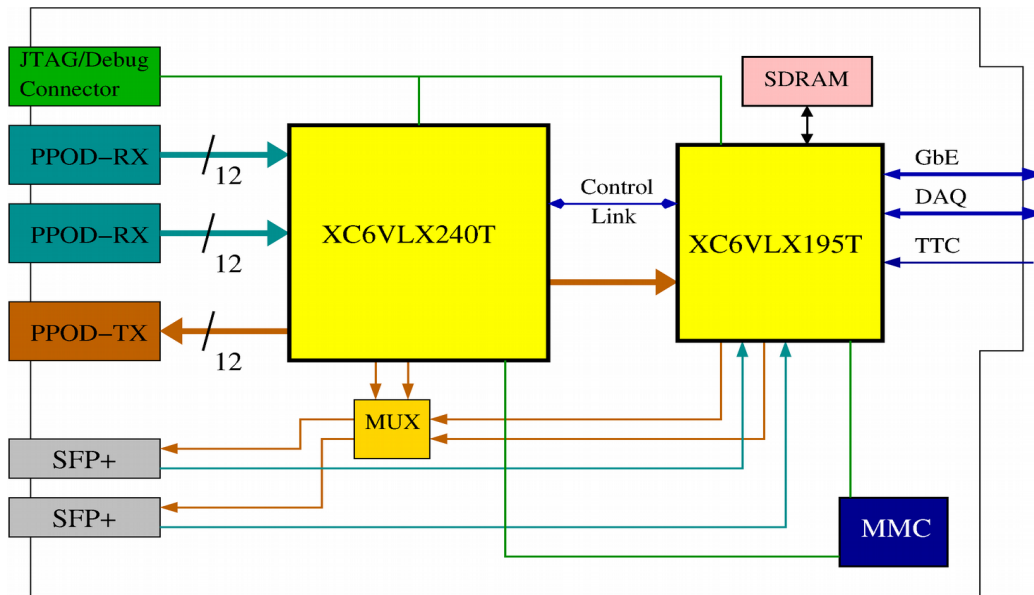 JTAG/Debug
Connector
SDRAM
PPOD−RX
12
GbE
Control
Link
DAQ
PPOD−RX
12
XC6VLX240T
XC6VLX195T
TTC
PPOD−TX
12
MUX
SFP+
SFP+
MMC